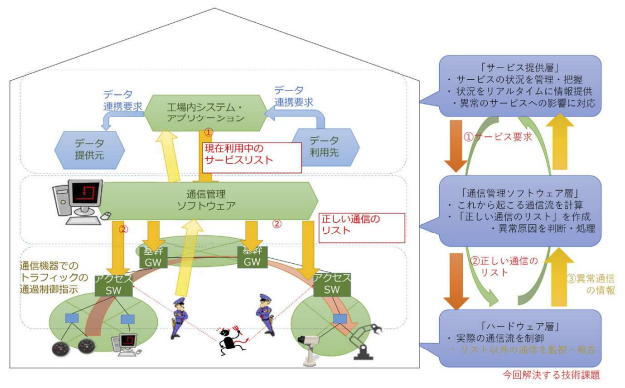 データ
連携要求
工場内システム・
アプリケーション
データ
連携要求
データ
提供元
①
現在利用中の
サービスリスト
データ
利用先
通信管理
ソフトウェア
②
②
正しい通信の
リスト
通信機器での
トラフィックの
通過制御指示
基幹
GW
基幹
GW
アクセス
SW
アクセス
SW
「サービス提供層」
・ サービスの状況を管理・把握
・ 状況をリアルタイムに情報提供
・ 異常のサービスへの影響に対応
①サービス要求
「通信管理ソフトウェア層」
・ これから起こる通信流を計算
・ 「正しい通信のリスト」を作成
・ 異常原因を判断・処理
②正しい通信の
リスト
③異常通信
の情報
「ハードウェア層」
・ 実際の通信流を制御
・ リスト以外の通信を監視・報告
今回解決する技術課題